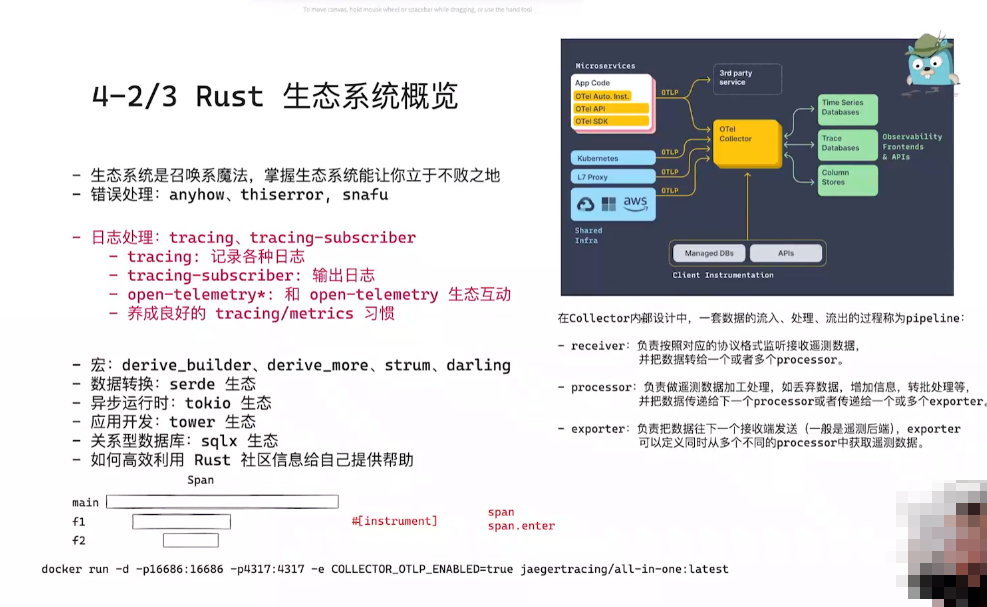 To move canvas, hold mouse wheel or spacebar while dragging, or use the hand tool
4-2/3 Rust 生态系统概览
- 生态系统是召唤系魔法，掌握生态系统能让你立于不败之地
- 错误处理：anyhow、thiserror, snafu
- 日志处理：tracing、tracing-subscriber
- tracing: 记录各种日志
- tracing-subscriber: 输出日志
- open-telemetry*: 和 open-telemetry 生态互动
- 养成良好的 tracing/metrics 习惯
- 宏：derive_builder、derive_more、strum、darling
- 数据转换：serde 生态
- 异步运行时：tokio 生态
- 应用开发：tower 生态
- 关系型数据库：sqlx 生态
- 如何高效利用 Rust 社区信息给自己提供帮助
Span
main
f1
f2
#[instrument]
span
span.enter
docker run -d -p16686:16686 -p4317:4317 -e COLLECTOR_OTLP_ENABLED=true jaegertracing/all-in-one:latest
Microservices
App Code
OTel Auto. Inst.
OTel API
OTel SDK
OTLP
3rd party
service
OTel
Collector
Kubernetes
OTLP
L7 Proxy
OTLP
aws
OTLP
Shared
Infra
Time Series
Databases
Trace
Databases
Column
Stores
Observability
Frontends
& APIs
Managed DBs
APIs
Client Instrumentation
在Collector内部设计中，一套数据的流入、处理、流出的过程称为pipeline：
- receiver：负责按照对应的协议格式监听接收遥测数据，
并把数据转给一个或者多个processor。
- processor：负责做遥测数据加工处理，如丢弃数据，增加信息，转批处理等，
并把数据传递给下一个processor或者传递给一个或多个exporter。
- exporter：负责把数据往下一个接收端发送（一般是遥测后端），exporter
可以定义同时从多个不同的processor中获取遥测数据。